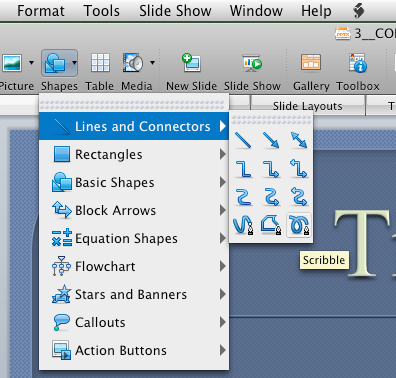 Format Tools Slide Show Window Help
3__CO
Picture Shapes Table Media New Slide Slide Show Gallery Toolbox
Slide Layouts T
Lines and Connectors
Rectangles
Basic Shapes
Block Arrows
Equation Shapes
Flowchart
Stars and Banners
Callouts
Action Buttons
Scribble